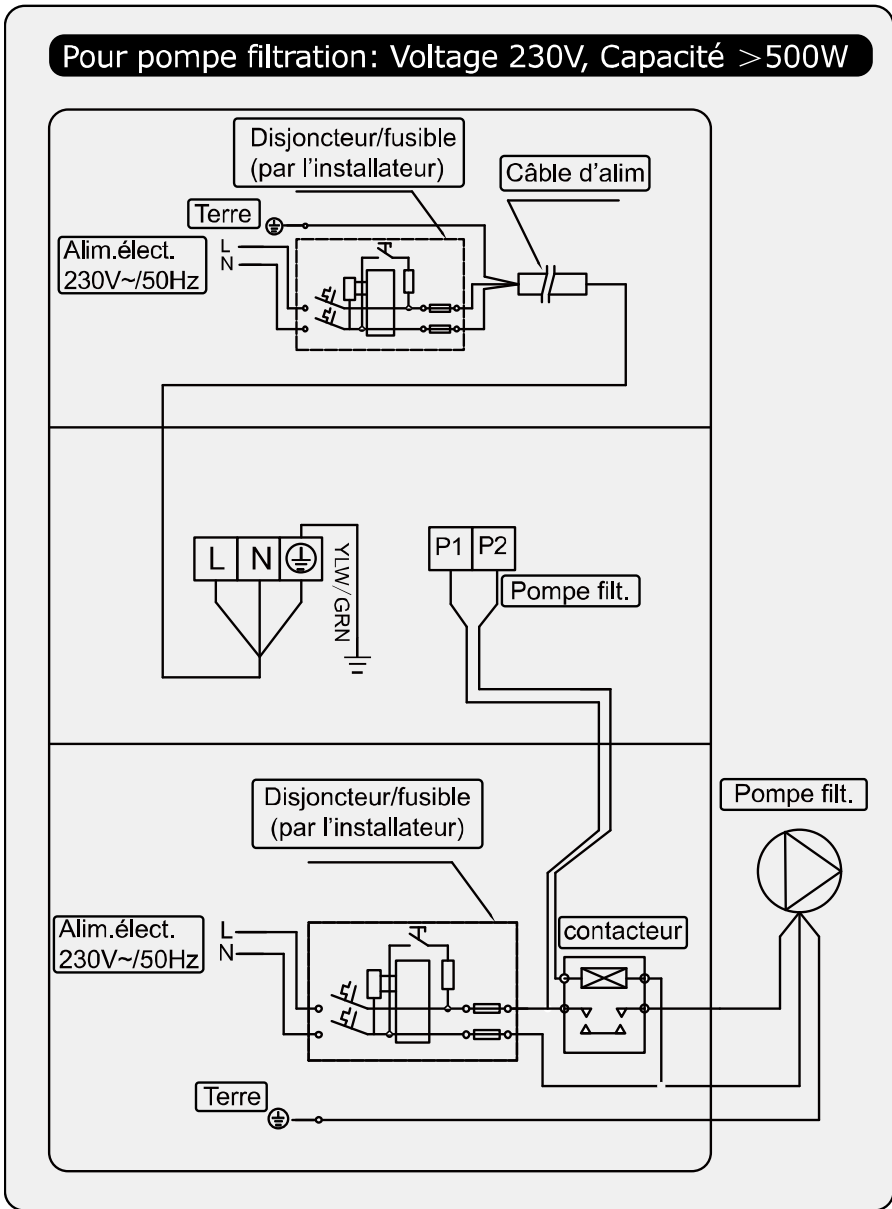 Pour pompe filtration: Voltage 230V, Capacité >500W
Disjoncteur/fusible
(par l'installateur)
Câble d'alim
Terre
Alim.élect.
230V~/50Hz
L
N
L N
YLW/GRN
P1 P2
Pompe filt.
Disjoncteur/fusible
(par l'installateur)
Pompe filt.
Alim.élect.
230V~/50Hz
L
N
contacteur
Terre